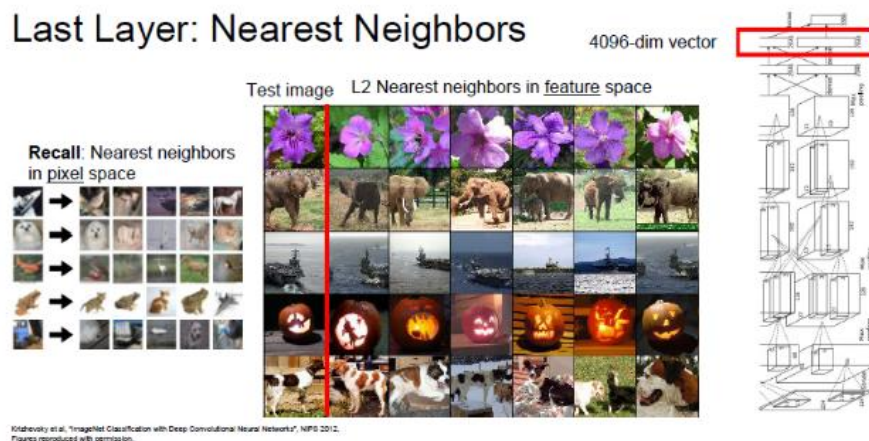 Last Layer: Nearest Neighbors
4096-dim vector
Test image
L2 Nearest neighbors in feature space
Recall: Nearest neighbors
in pixel space
Krizhevsky et al, "ImageNet Classification with Deep Convolutional Neural Networks", NIPS 2012.
Figures reproduced with permission.